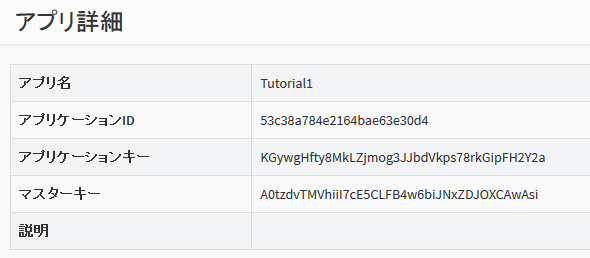 アプリ詳細
アプリ名 Tutorial1
アプリケーションID 53c38a784e2164bae63e30d4
アプリケーションキー KGywgHfty8MkLZjmog3JJbdVkps78rkGipFH2Y2a
マスターキー A0tzdvTMVhiiI7cE5CLFB4w6biJNxZDJOXCAwAsi
説明